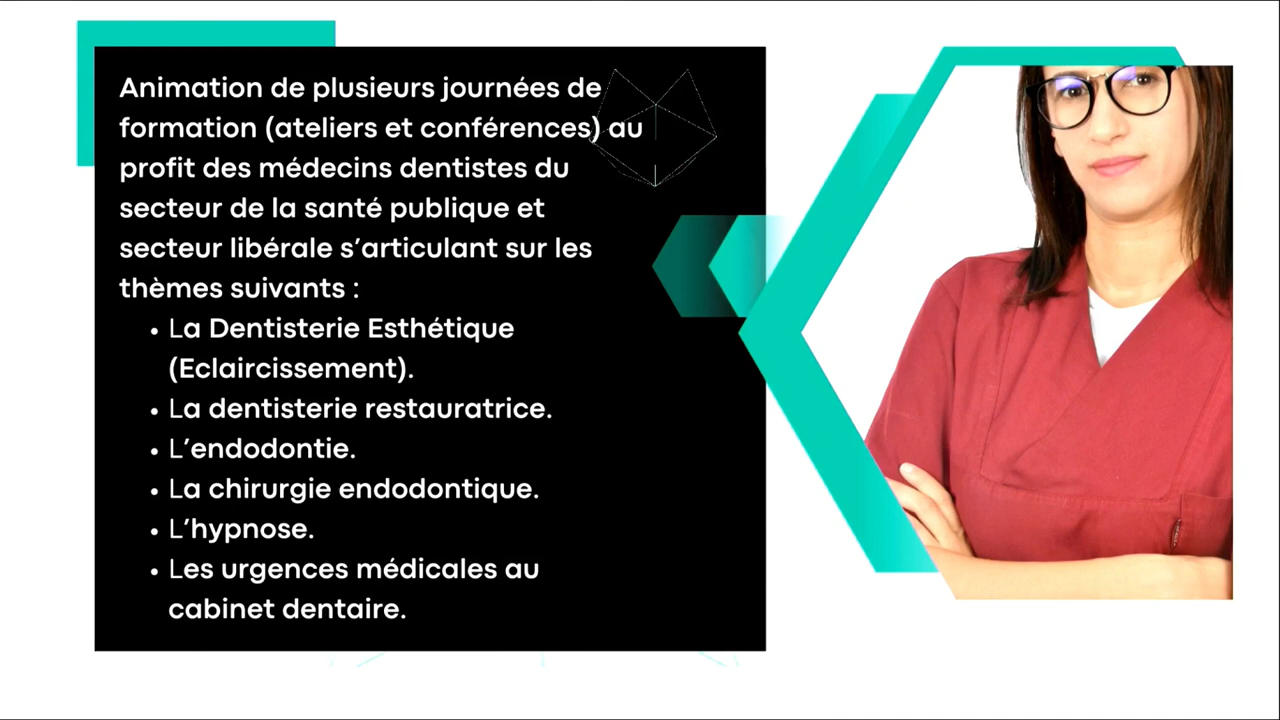 Animation de plusieurs journées de
formation (ateliers et conférences) au
profit des médecins dentistes du
secteur de la santé publique et
secteur libérale s’articulant sur les
thèmes suivants :
• La Dentisterie Esthétique
(Eclaircissement).
• La dentisterie restauratrice.
• L’endodontie.
• La chirurgie endodontique.
• L’hypnose.
• Les urgences médicales au
cabinet dentaire.